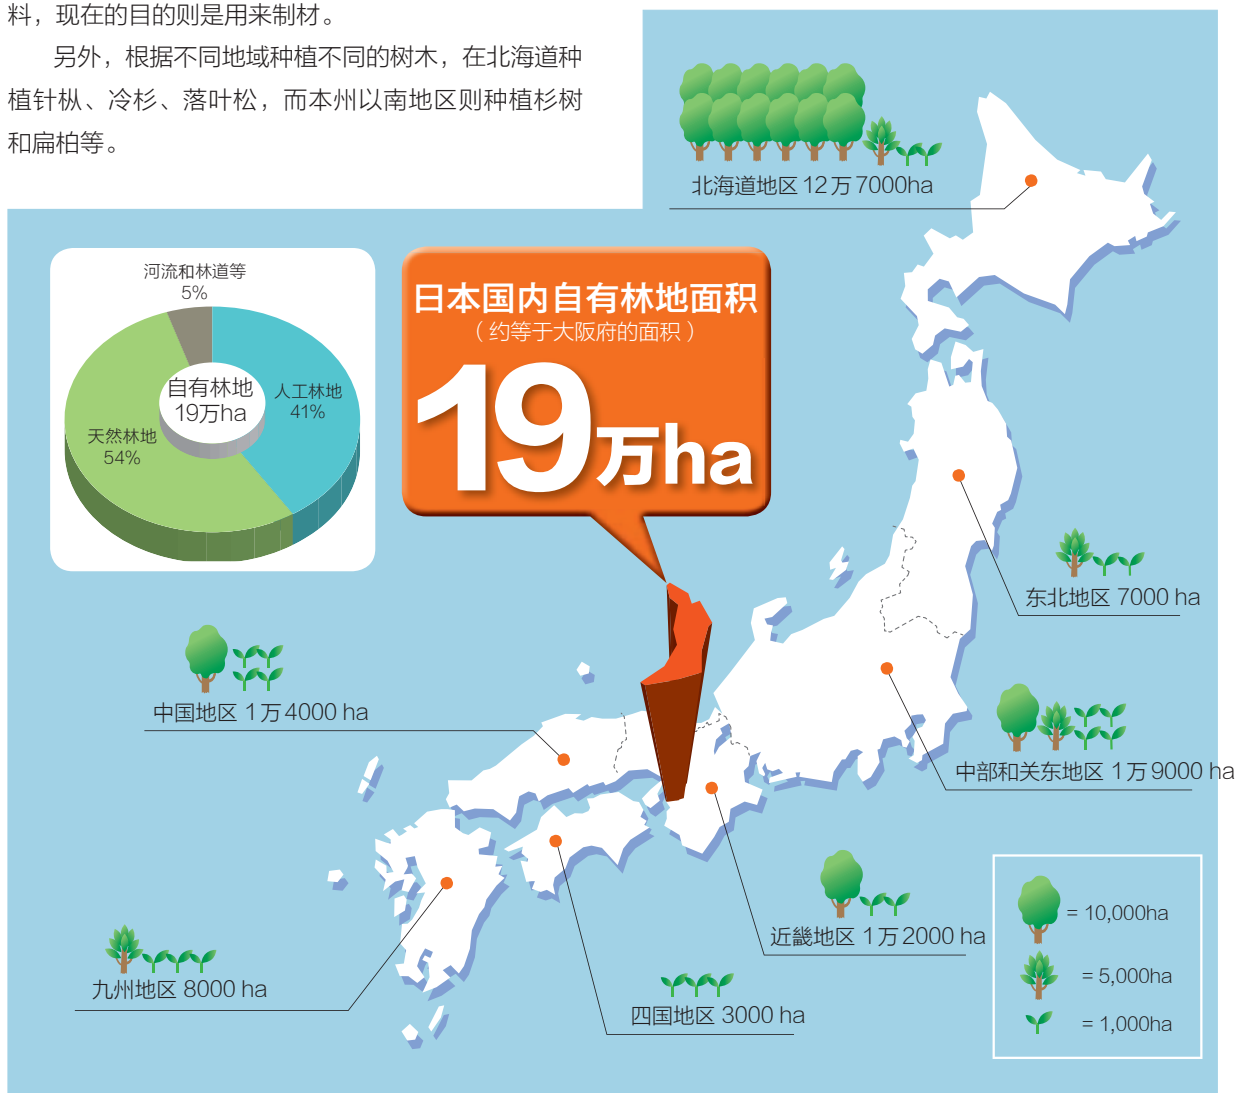 料，现在的目的则是用来制材。
另外，根据不同地域种植不同的树木，在北海道种
植针枞、冷杉、落叶松，而本州以南地区则种植杉树
和扁柏等。
北海道地区 12万7000ha
河流和林道等
5%
自有林地
19万ha
人工林地
41%
天然林地
54%
日本国内自有林地面积
（约等于大阪府的面积）
19万ha
东北地区 7000 ha
中国地区 1万4000 ha
中部和关东地区 1万9000 ha
近畿地区 1万2000 ha
九州地区 8000 ha
四国地区 3000 ha
= 10,000ha
= 5,000ha
= 1,000ha